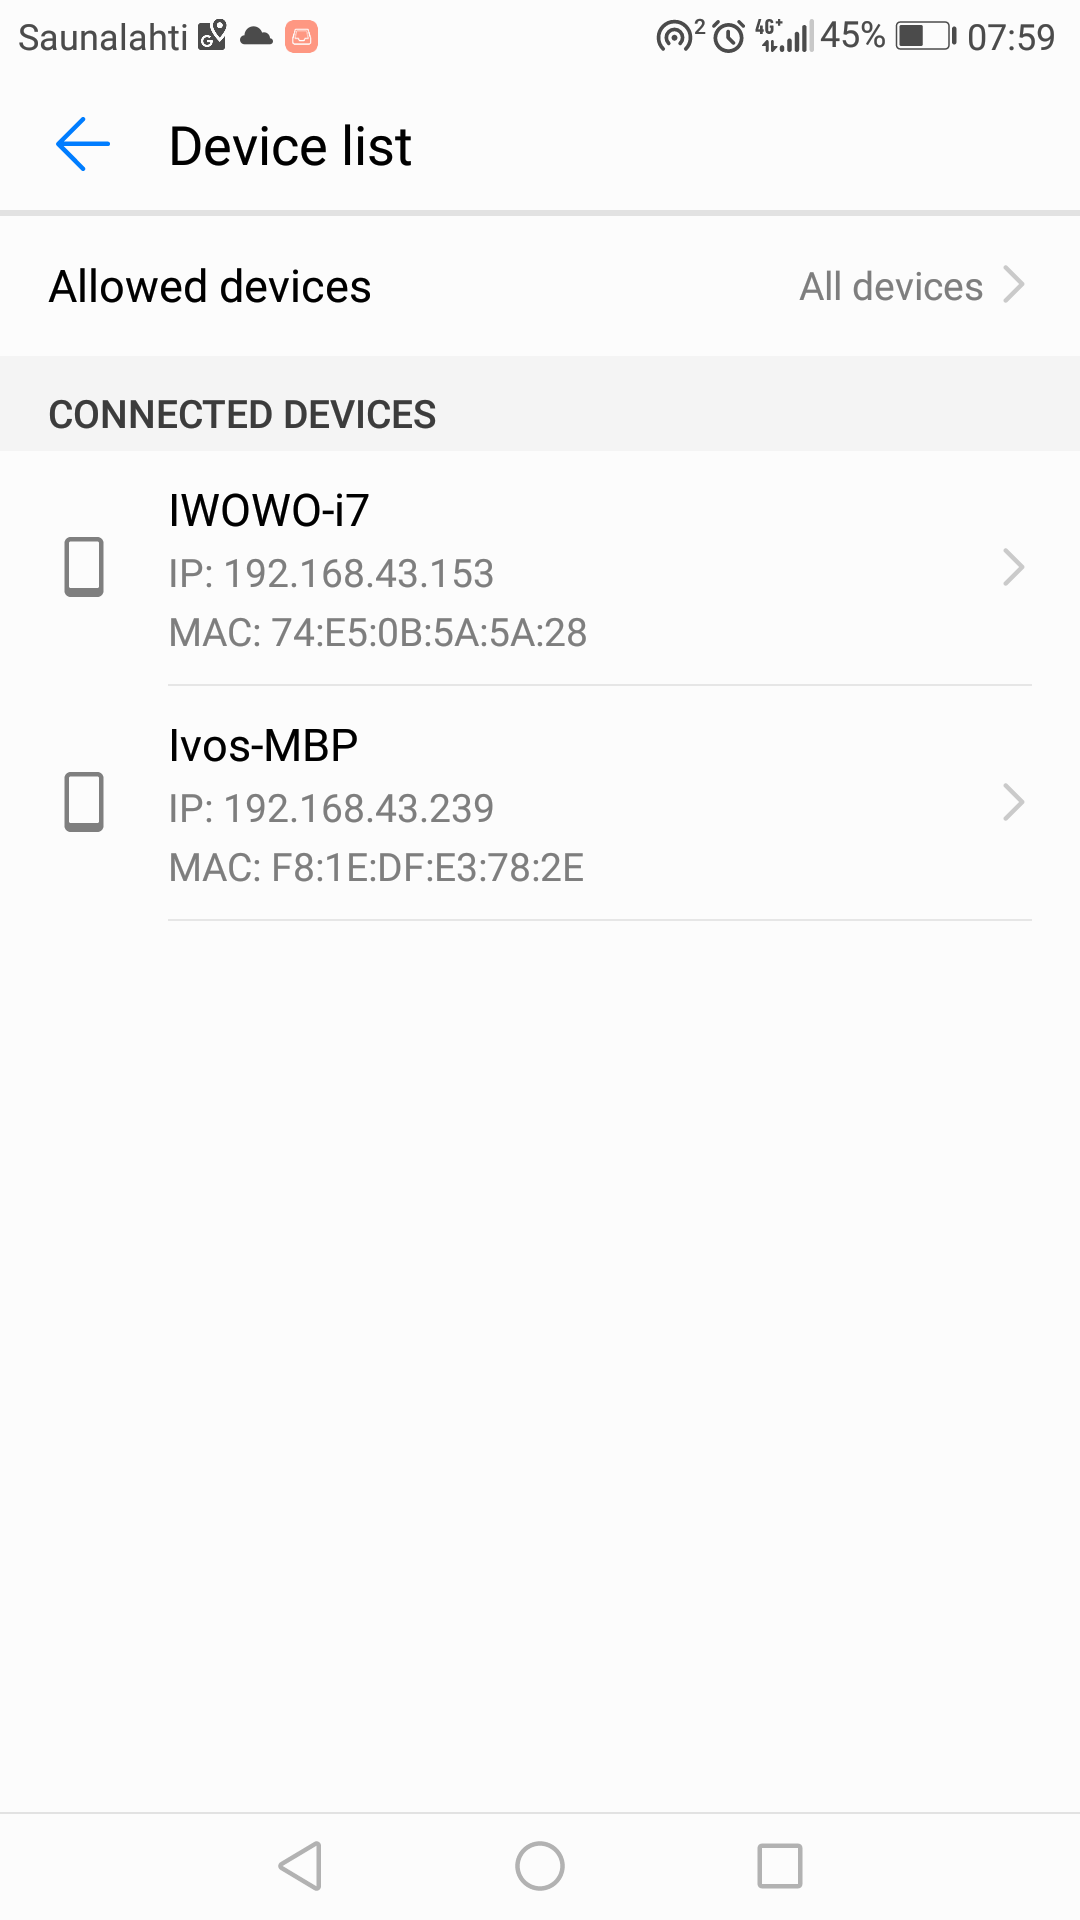 Saunalahti 2 4G+ 45% 07:59
Device list
Allowed devices All devices
CONNECTED DEVICES
IWOWO-i7
IP: 192.168.43.153
MAC: 74:E5:0B:5A:5A:28
Ivos-MBP
IP: 192.168.43.239
MAC: F8:1E:DF:E3:78:2E